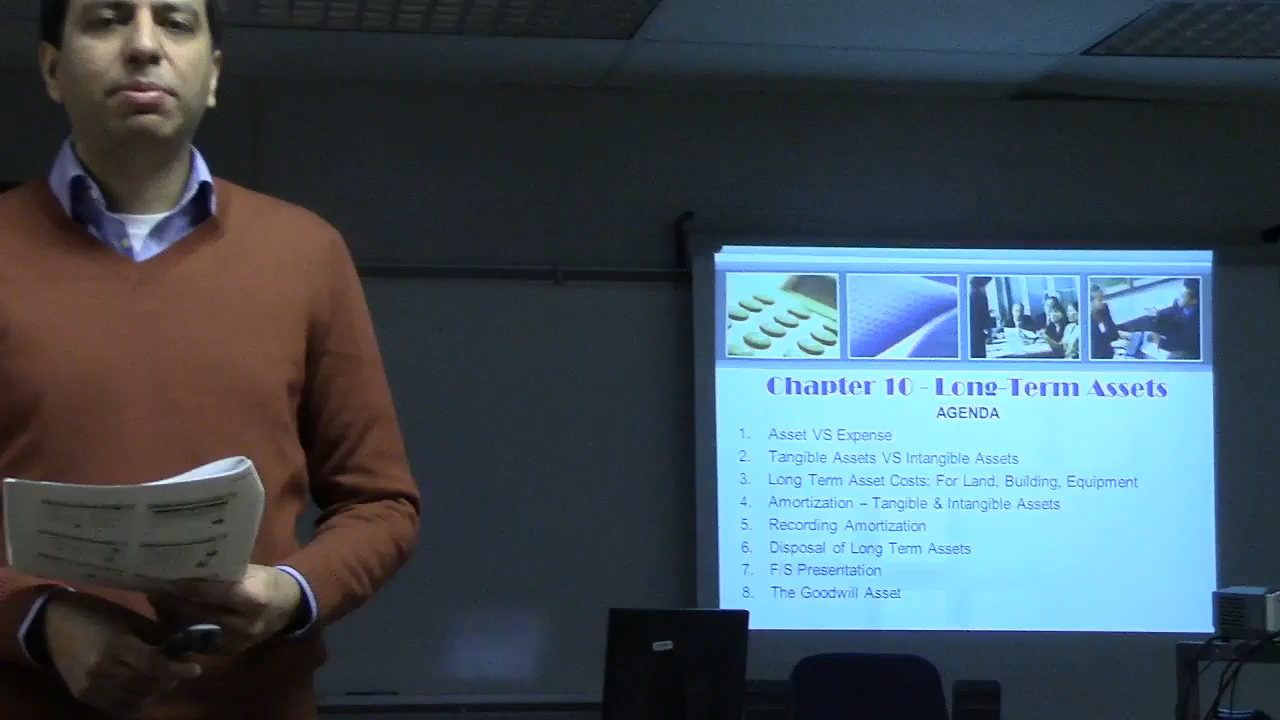 Chapter 10 - Long-Term Assets
AGENDA
1. Asset VS Expense
2. Tangible Assets VS Intangible Assets
3. Long Term Asset Costs: For Land, Building, Equipment
4. Amortization – Tangible & Intangible Assets
5. Recording Amortization
6. Disposal of Long Term Assets
7. F/S Presentation
8. The Goodwill Asset